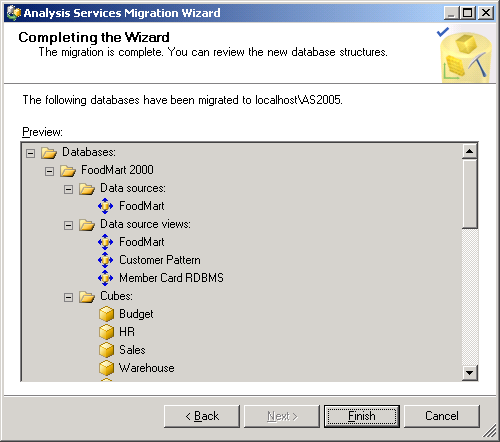 Analysis Services Migration Wizard
Completing the Wizard
The migration is complete. You can review the new database structures.
The following databases have been migrated to localhost\AS2005.
Preview:
Databases:
FoodMart 2000
Data sources:
FoodMart
Data source views:
FoodMart
Customer Pattern
Member Card RDBMS
Cubes:
Budget
HR
Sales
Warehouse
< Back Next > Finish Cancel